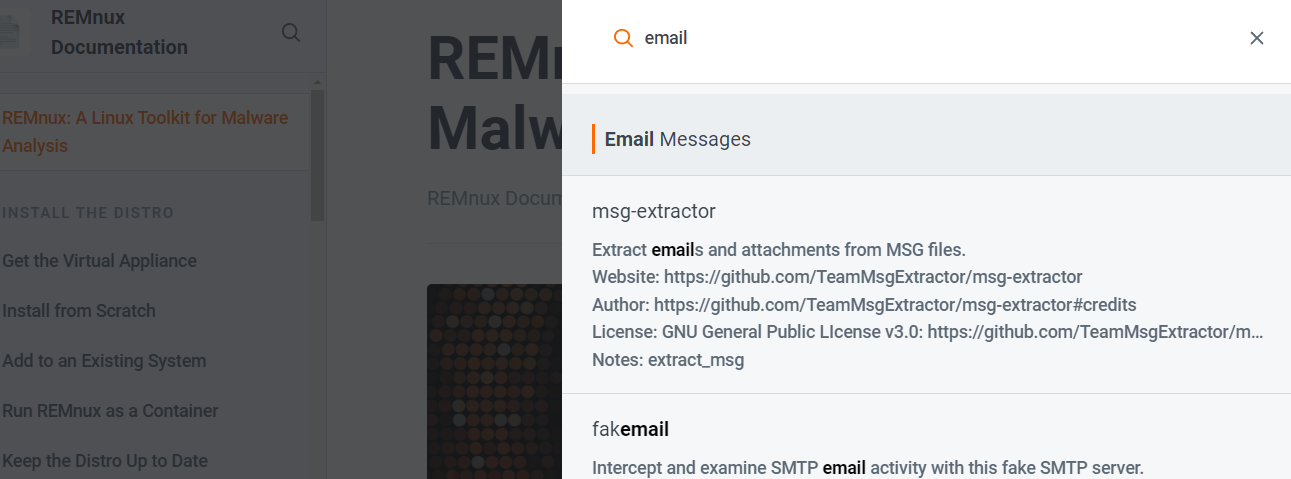 REMnux
Documentation
REMnux: A Linux Toolkit for Malware
Analysis
INSTALL THE DISTRO
Get the Virtual Appliance
Install from Scratch
Add to an Existing System
Run REMnux as a Container
Keep the Distro Up to Date
REMn
Malw
REMnux Docum
email
Email Messages
msg-extractor
Extract emails and attachments from MSG files.
Website: https://github.com/TeamMsgExtractor/msg-extractor
Author: https://github.com/TeamMsgExtractor/msg-extractor#credits
License: GNU General Public LIcense v3.0: https://github.com/TeamMsgExtractor/m...
Notes: extract_msg
fakemail
Intercept and examine SMTP email activity with this fake SMTP server.